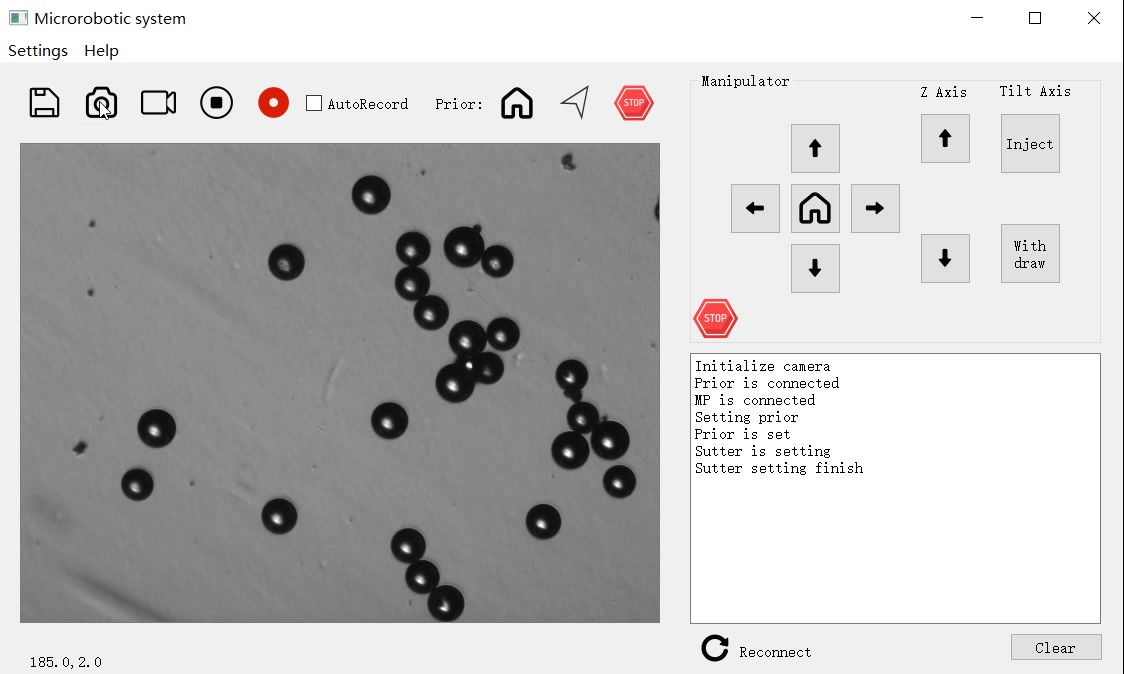 Microrobotic system
Settings Help
AutoRecord Prior: STOP
Manipulator
Z Axis Tilt Axis
Inject
With
draw
STOP
Initialize camera
Prior is connected
MP is connected
Setting prior
Prior is set
Sutter is setting
Sutter setting finish
Reconnect Clear
185.0,2.0